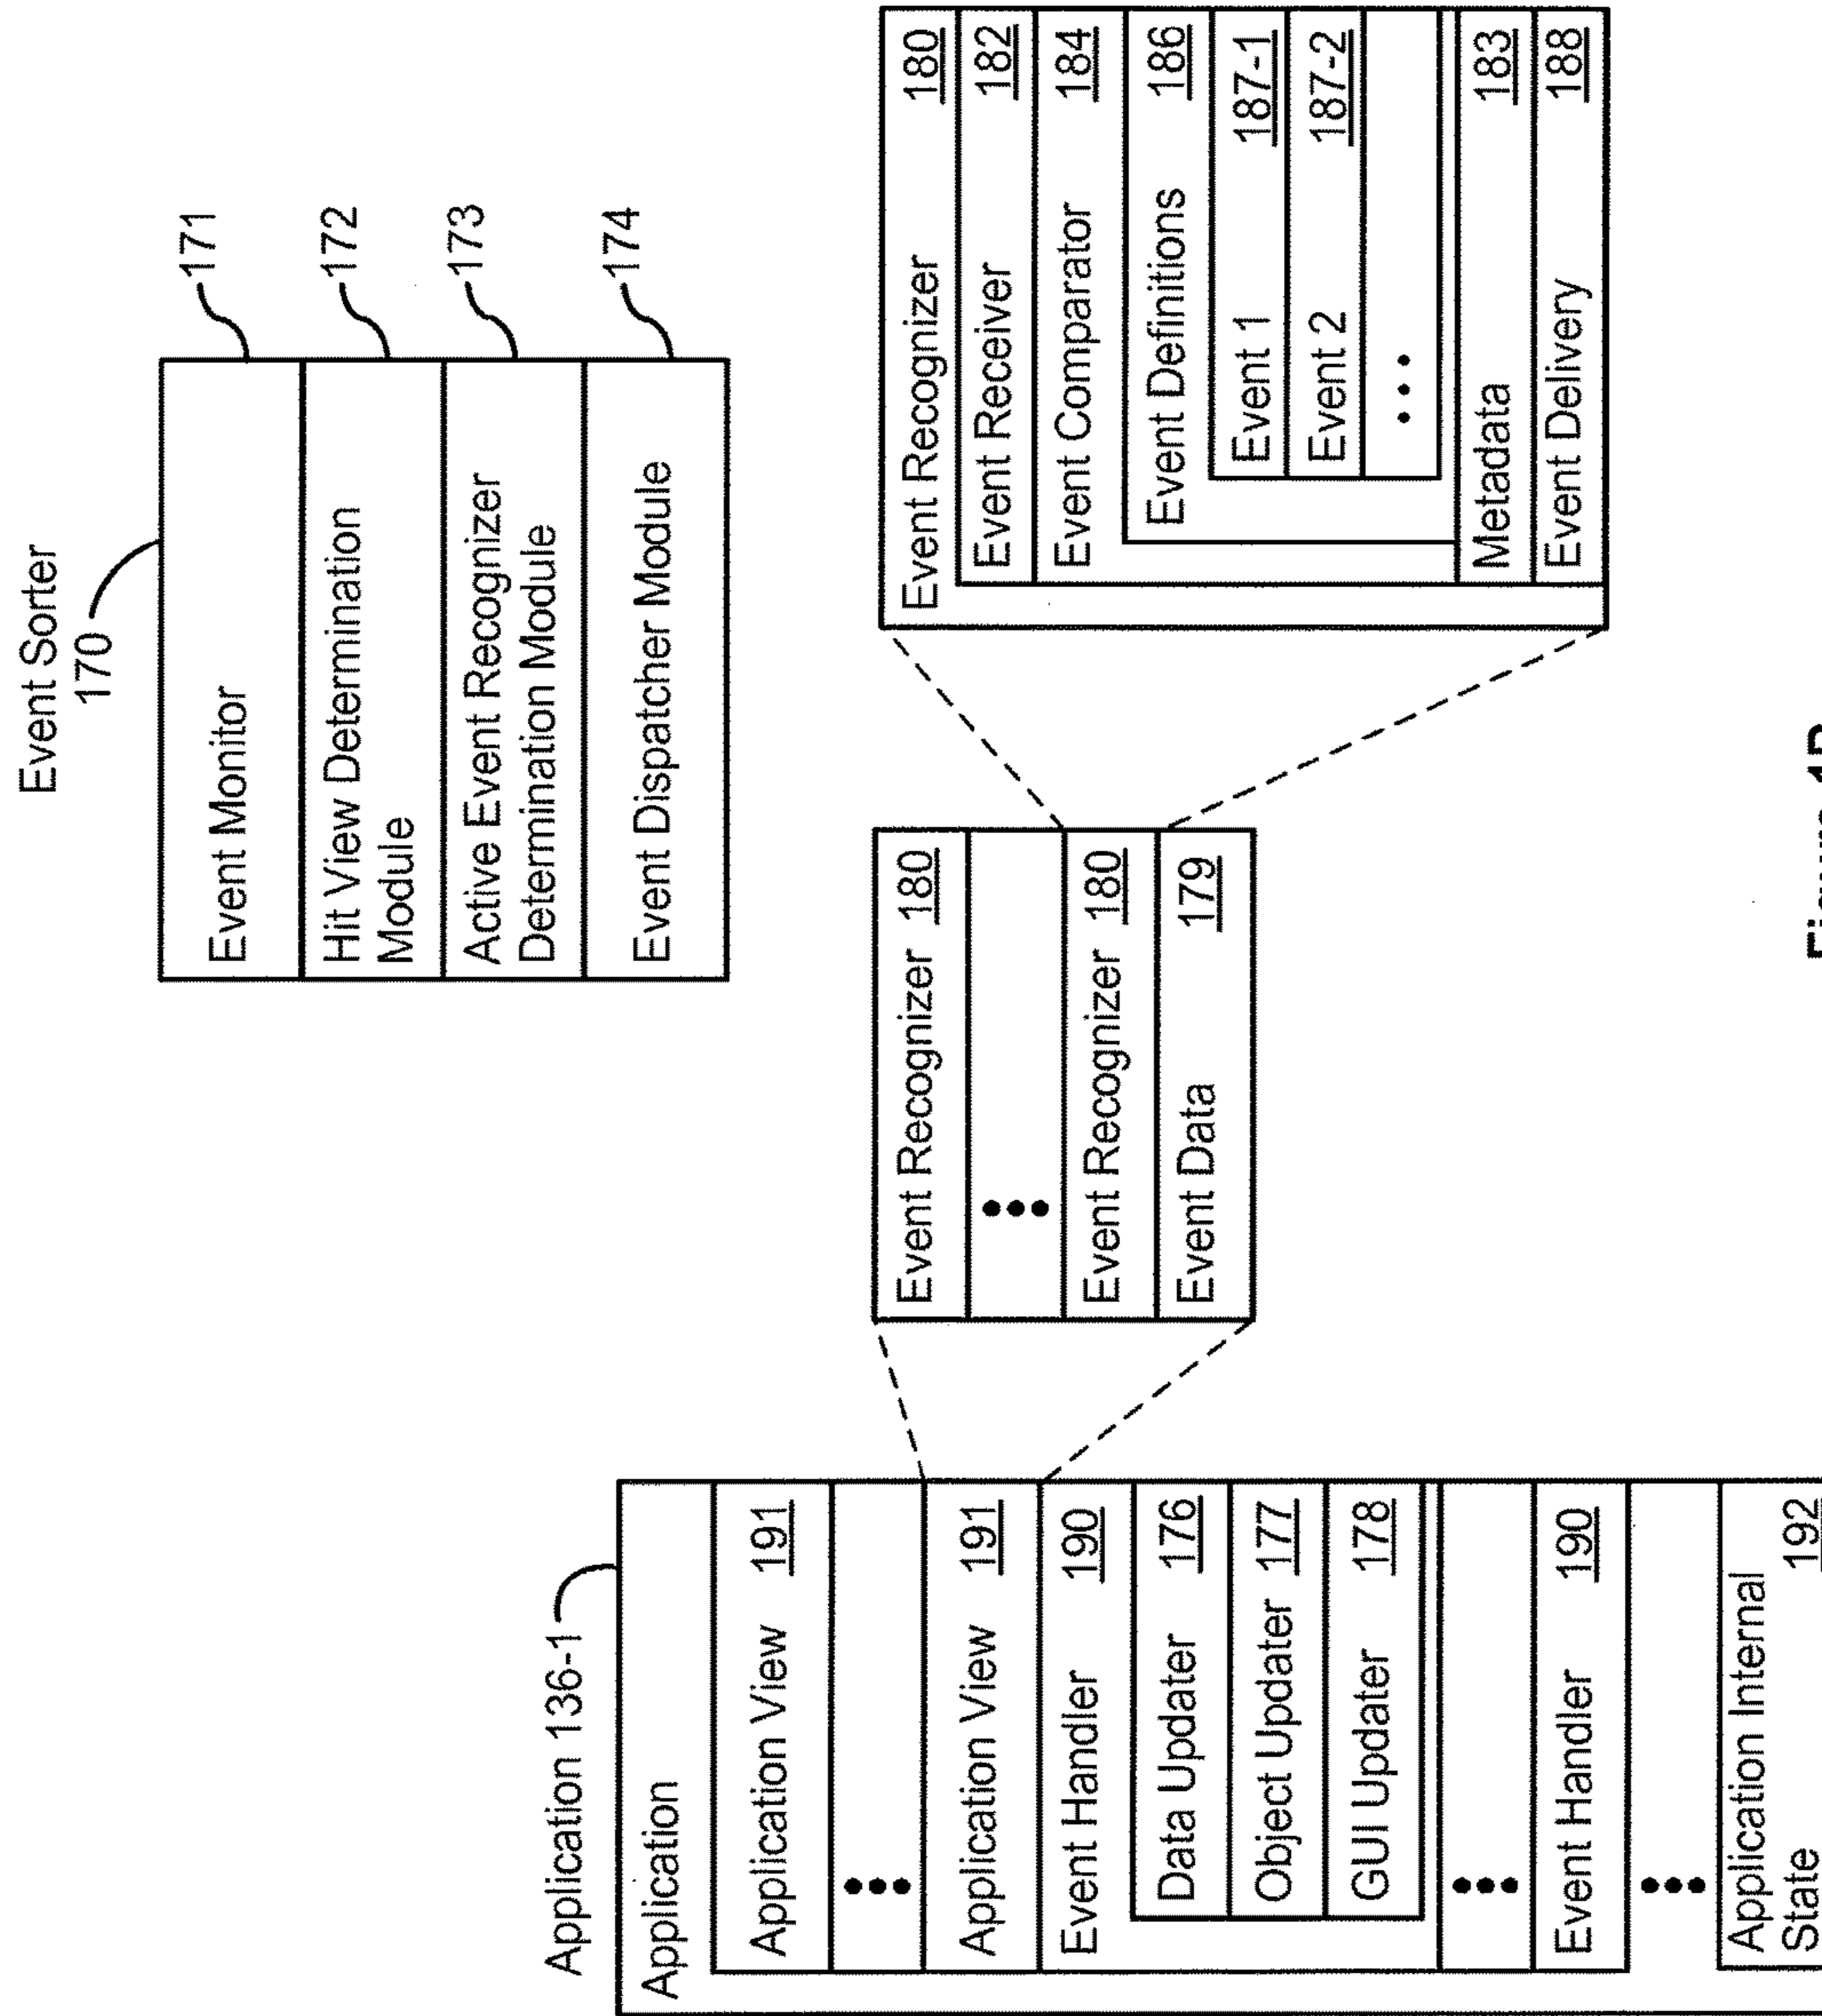 Event Sorter
170
Event Monitor
171
Hit View Determination
Module
172
Active Event Recognizer
Determination Module
173
Event Dispatcher Module
174
Application 136-1
Application
Application View 191
•••
Application View 191
Event Handler 190
Data Updater 176
Object Updater 177
GUI Updater 178
•••
Event Handler 190
•••
Application Internal
State 192
Event Recognizer 180
•••
Event Recognizer 180
Event Data 179
Event Recognizer 180
Event Receiver 182
Event Comparator 184
Event Definitions 186
Event 1 187-1
Event 2 187-2
•••
Metadata 183
Event Delivery 188